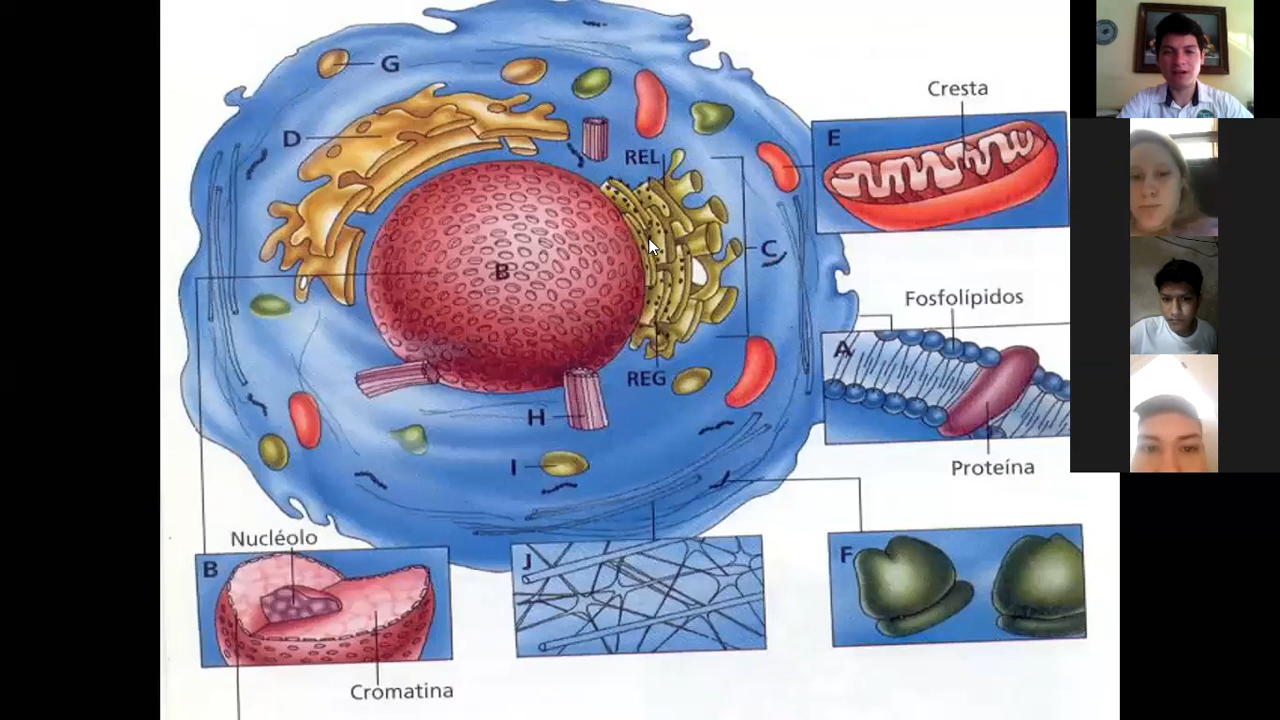 G
D
REL
Cresta
E
B
C
Fosfolípidos
A
REG
H
I
Proteína
Nucléolo
B
J
F
Cromatina